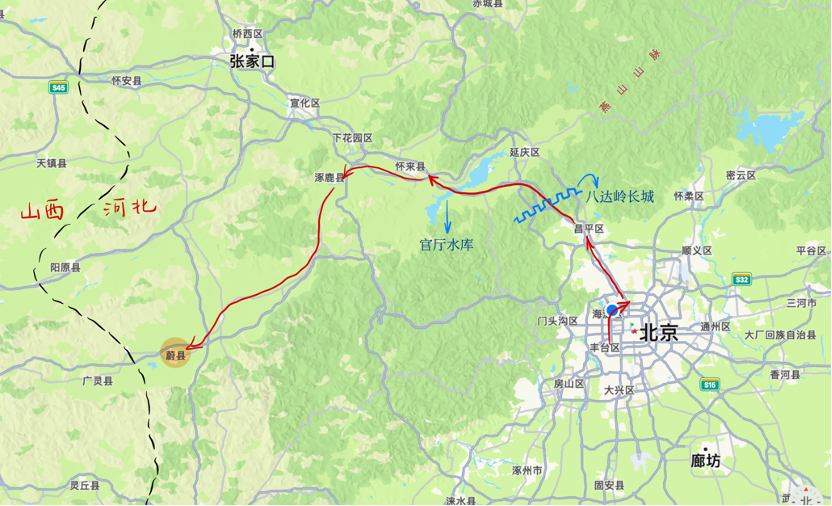 赤城县
桥西区
张家口
燕山山脉
怀安县
S45
宣化区
下花园区
延庆区
天镇县
怀来县
密云区
涿鹿县
八达岭长城
怀柔区
山西 河北
官厅水库
昌平区
顺义区
平谷区
阳原县
S32
三河市
海淀区
门头沟区
北京
通州区
大厂回族自治县
丰台区
蔚县
广灵县
房山区
大兴区
S15
香河县
廊坊
涿州市
灵丘县
固安县
涞水县
武
北